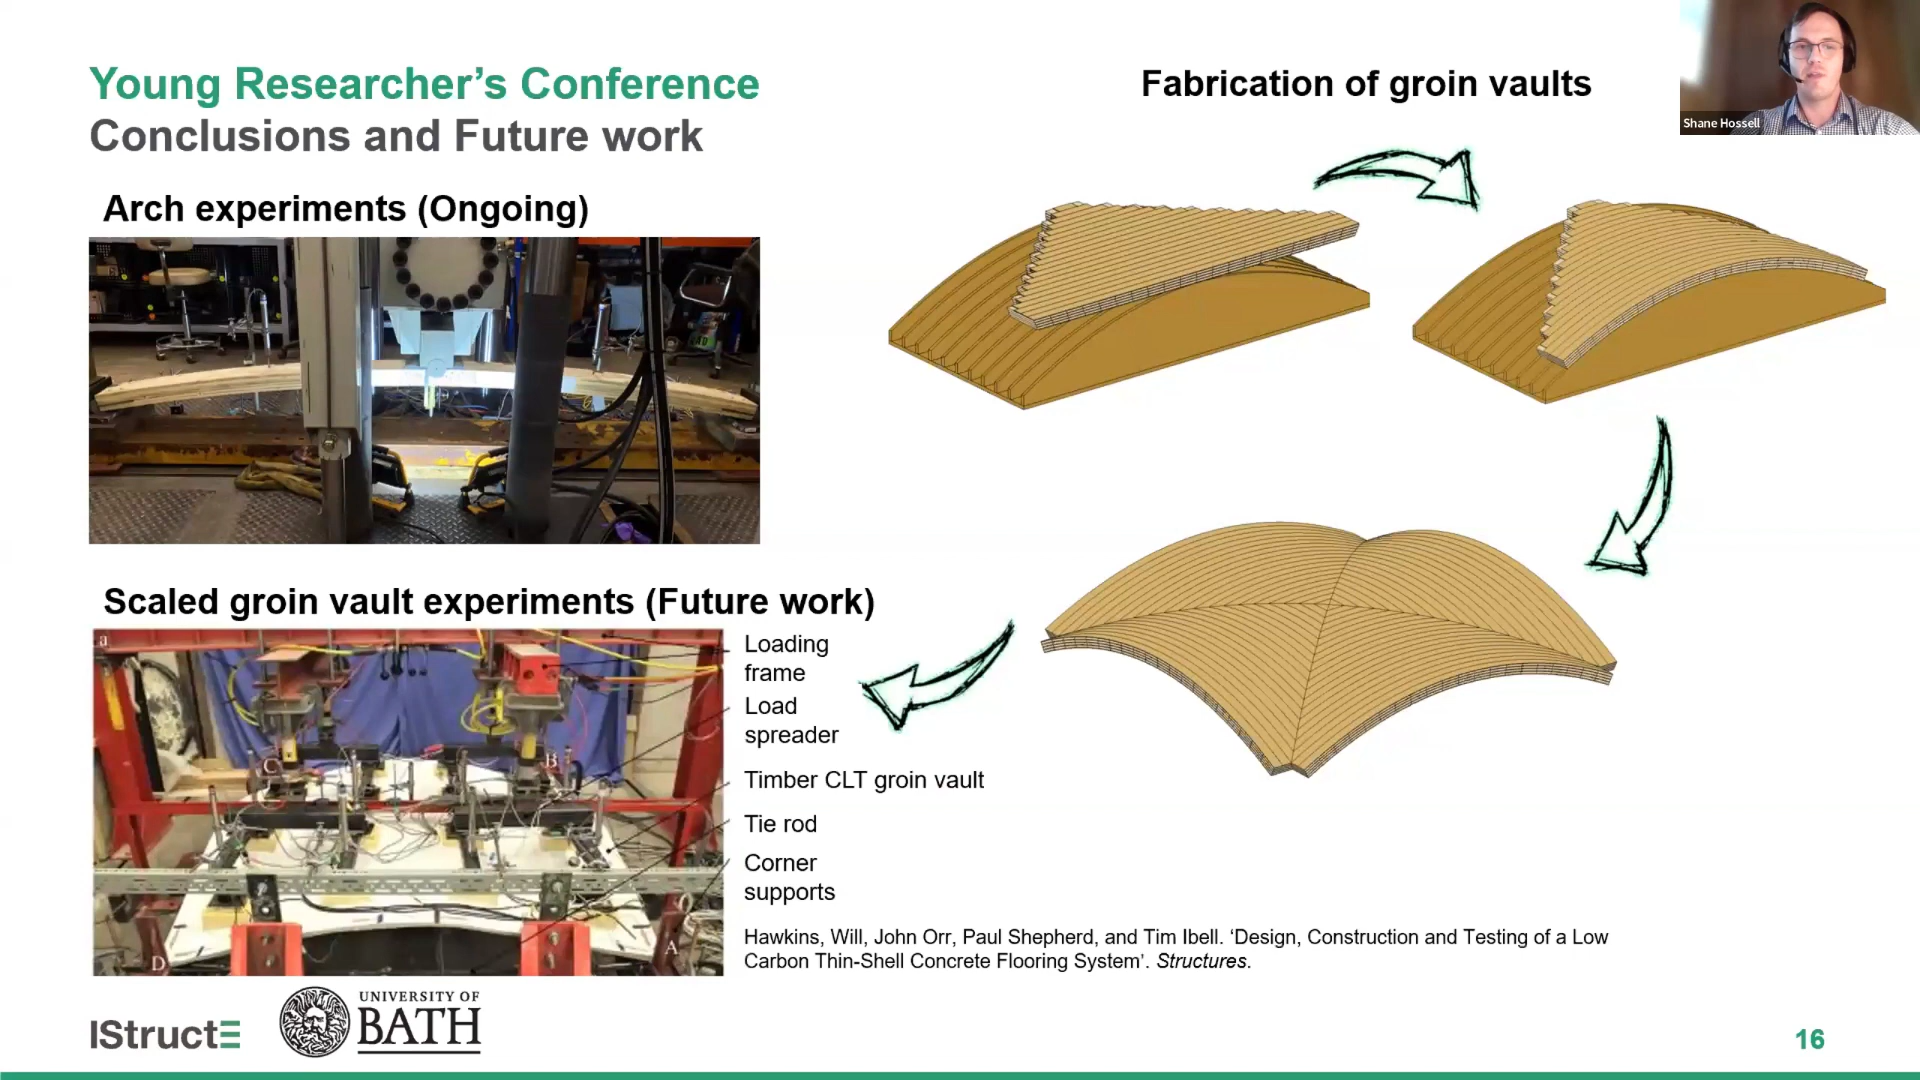 Young Researcher’s Conference
Conclusions and Future work
Fabrication of groin vaults
Shane Hossell
Arch experiments (Ongoing)
Scaled groin vault experiments (Future work)
a
C
B
A
D
Loading
frame
Load
spreader
Timber CLT groin vault
Tie rod
Corner
supports
Hawkins, Will, John Orr, Paul Shepherd, and Tim Ibell. ‘Design, Construction and Testing of a Low
Carbon Thin-Shell Concrete Flooring System’. Structures.
IStructE
UNIVERSITY OF
BATH
16